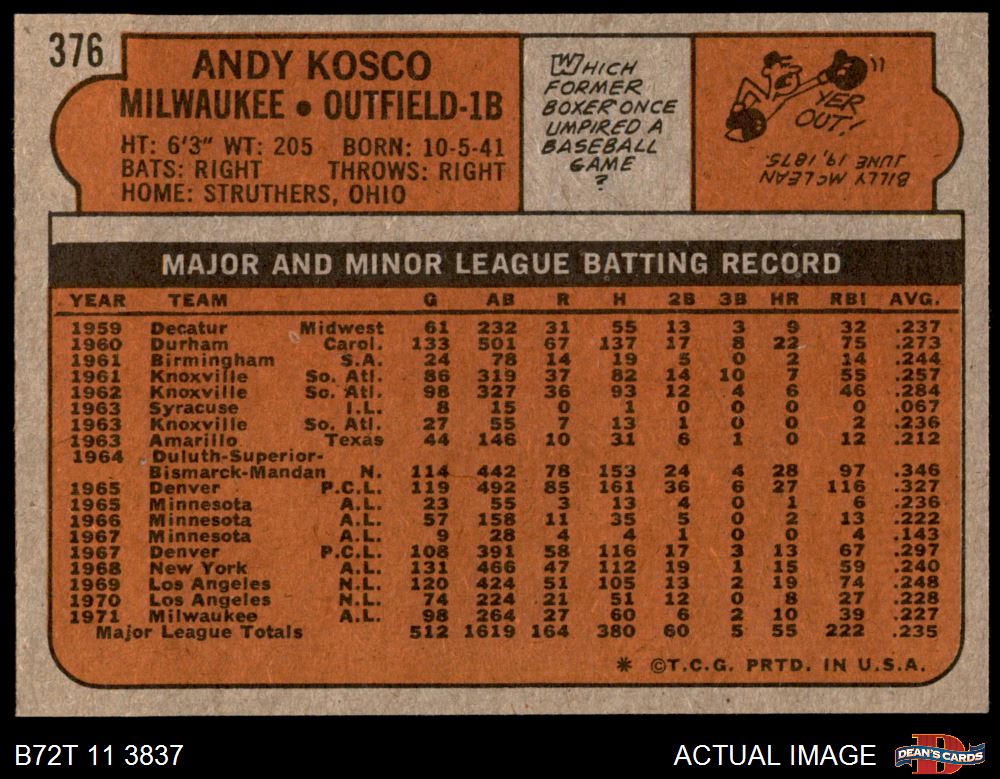 376
ANDY KOSCO
MILWAUKEE • OUTFIELD-1B
HT: 6'3" WT: 205 BORN: 10-5-41
BATS: RIGHT THROWS: RIGHT
HOME: STRUTHERS, OHIO
WHICH
FORMER
BOXER ONCE
UMPIRED A
BASEBALL
GAME
?
YER
OUT!
BILLY McLEAN
JUNE 19, 1875.
MAJOR AND MINOR LEAGUE BATTING RECORD
YEAR TEAM G AB R H 2B 3B HR RBI AVG.
1959 Decatur Midwest 61 232 31 55 13 3 9 32 .237
1960 Durham Carol. 133 501 67 137 17 8 22 75 .273
1961 Birmingham S.A. 24 78 14 19 5 0 2 14 .244
1961 Knoxville So. Atl. 86 319 37 82 14 10 7 55 .257
1962 Knoxville So. Atl. 98 327 36 93 12 4 6 46 .284
1963 Syracuse I.L. 8 15 0 1 0 0 0 0 .067
1963 Knoxville So. Atl. 27 55 7 13 1 0 0 2 .236
1963 Amarillo Texas 44 146 10 31 6 1 0 12 .212
1964 Duluth-Superior-
Bismarck-Mandan N. 114 442 78 153 24 4 28 97 .346
1965 Denver P.C.L. 119 492 85 161 36 6 27 116 .327
1965 Minnesota A.L. 23 55 3 13 4 0 1 6 .236
1966 Minnesota A.L. 57 158 11 35 5 0 2 13 .222
1967 Minnesota A.L. 9 28 4 4 1 0 0 4 .143
1967 Denver P.C.L. 108 391 58 116 17 3 13 67 .297
1968 New York A.L. 131 466 47 112 19 1 15 59 .240
1969 Los Angeles N.L. 120 424 51 105 13 2 19 74 .248
1970 Los Angeles N.L. 74 224 21 51 12 0 8 27 .228
1971 Milwaukee A.L. 98 264 27 60 6 2 10 39 .227
Major League Totals 512 1619 164 380 60 5 55 222 .235
* ©T.C.G. PRTD. IN U.S.A.
B72T 11 3837
ACTUAL IMAGE
DEAN'S CARDS